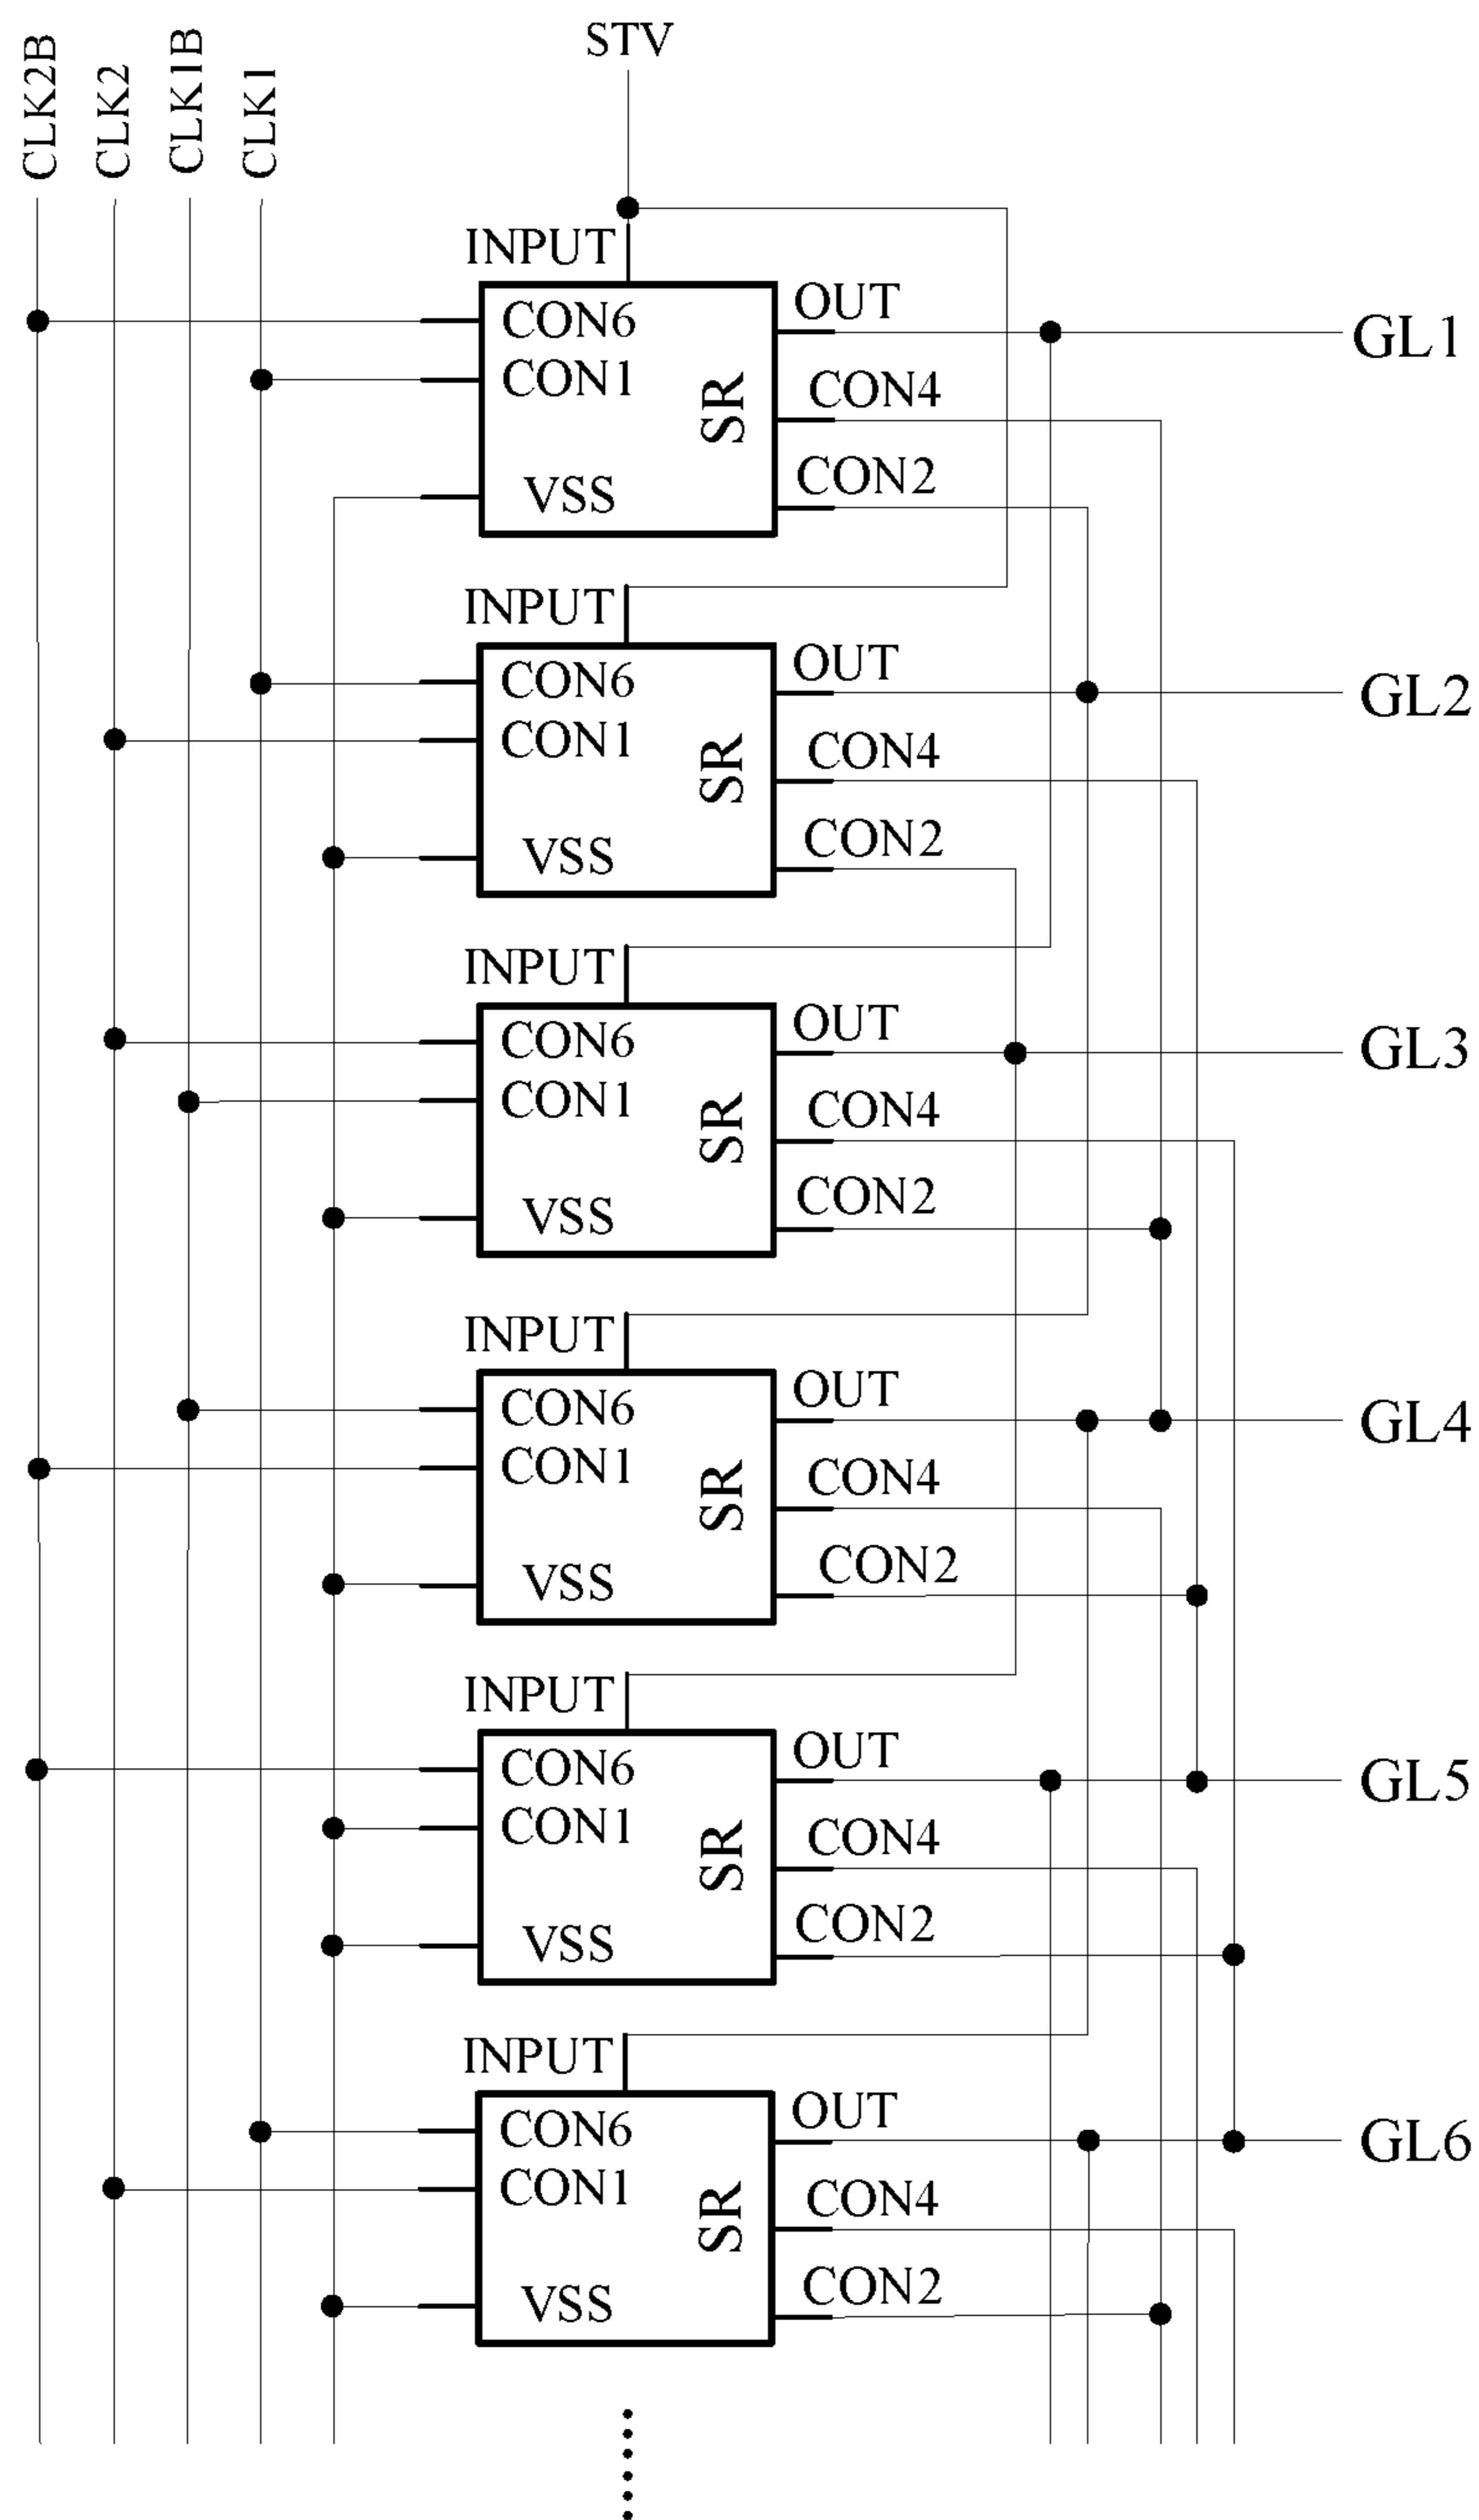 CLK2B
CLK2
CLK1B
CLK1
STV
INPUT
CON6
CON1
VSS
SR
OUT
CON4
CON2
GL1
INPUT
CON6
CON1
VSS
SR
OUT
CON4
CON2
GL2
INPUT
CON6
CON1
VSS
SR
OUT
CON4
CON2
GL3
INPUT
CON6
CON1
VSS
SR
OUT
CON4
CON2
GL4
INPUT
CON6
CON1
VSS
SR
OUT
CON4
CON2
GL5
INPUT
CON6
CON1
VSS
SR
OUT
CON4
CON2
GL6